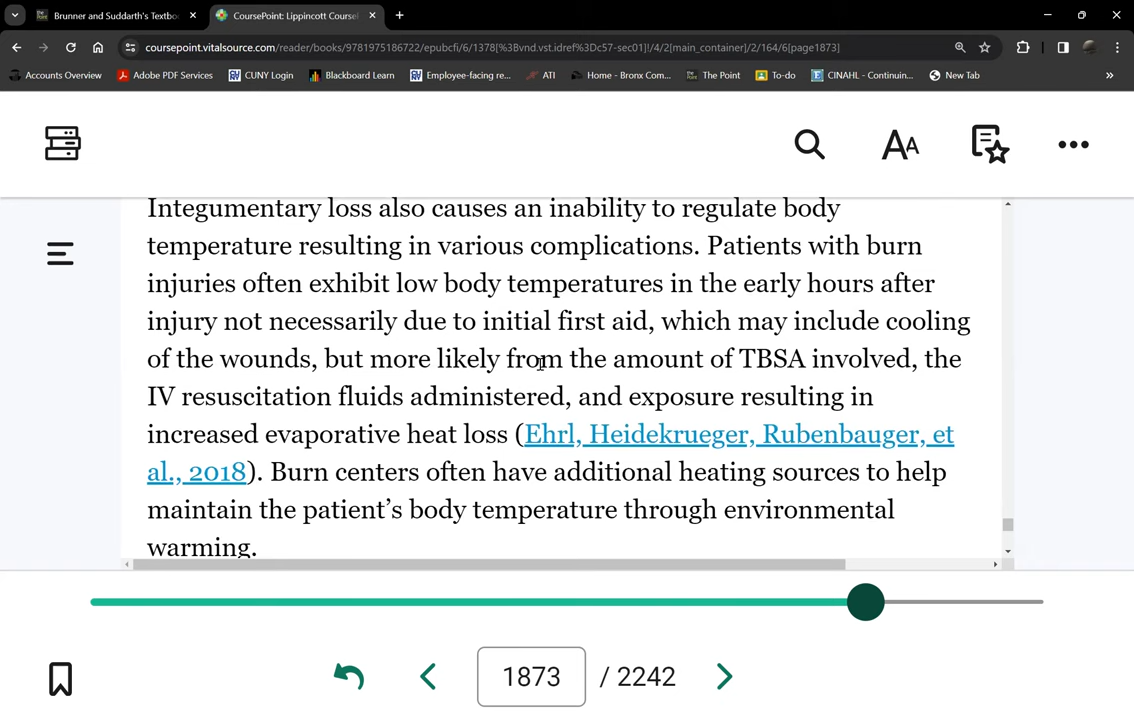 Brunner and Suddarth's Textbo
CoursePoint: Lippincott Course
coursepoint.vitalsource.com/reader/books/9781975186722/epubcfi/6/1378[%3Bvnd.vst.idref%3Dc57-sec01]!/4/2[main_container]/2/164/6[page1873]
Accounts Overview
Adobe PDF Services
CUNY Login
Blackboard Learn
Employee-facing re...
ATI
Home - Bronx Com...
The Point
To-do
CINAHL - Continuin...
New Tab
»
AA
Integumentary loss also causes an inability to regulate body
temperature resulting in various complications. Patients with burn
injuries often exhibit low body temperatures in the early hours after
injury not necessarily due to initial first aid, which may include cooling
of the wounds, but more likely from the amount of TBSA involved, the
IV resuscitation fluids administered, and exposure resulting in
increased evaporative heat loss (Ehrl, Heidekrueger, Rubenbauger, et
al., 2018). Burn centers often have additional heating sources to help
maintain the patient’s body temperature through environmental
warming.
1873 / 2242